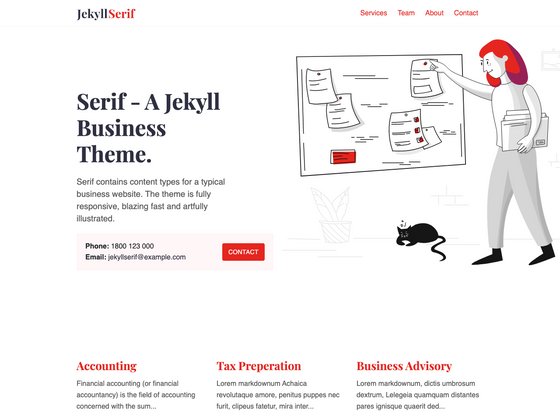 JekyllSerif
Services Team About Contact
Serif - A Jekyll
Business
Theme.
Serif contains content types for a typical
business website. The theme is fully
responsive, blazing fast and artfully
illustrated.
Phone: 1800 123 000
Email: jekyllserif@example.com
CONTACT
Accounting
Financial accounting (or financial
accountancy) is the field of accounting
concerned with the sum...
Tax Preperation
Lorem markdownum Achaica
revolutaque amore, penitus puppes nec
furit, clipeus fatetur, mira inter...
Business Advisory
Lorem markdownum, dictis umbrosum
dextrum, Lelegeia quamquam distantes
pares ignisque quaerit ded...